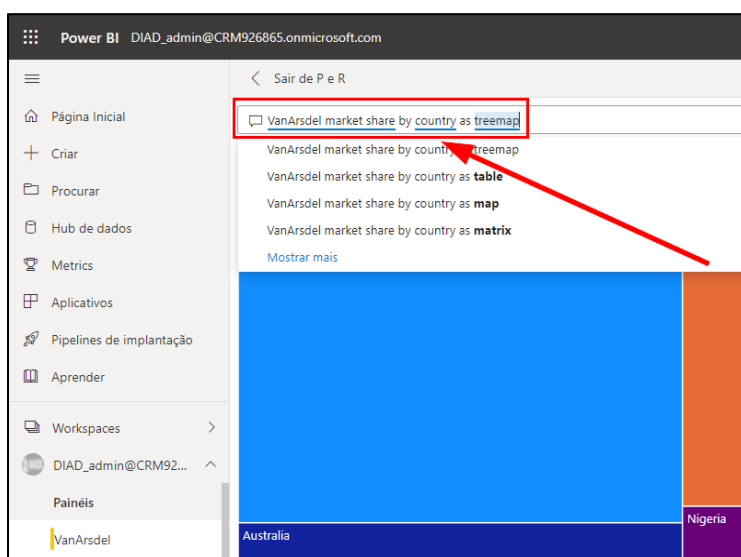 Power BI DIAD_admin@CRM926865.onmicrosoft.com
Sair de P e R
VanArsdel market share by country as treemap
VanArsdel market share by country as treemap
VanArsdel market share by country as table
VanArsdel market share by country as map
VanArsdel market share by country as matrix
Mostrar mais
Página Inicial
Criar
Procurar
Hub de dados
Metrics
Aplicativos
Pipelines de implantação
Aprender
Workspaces
DIAD_admin@CRM92...
Painéis
VanArsdel
Australia
Nigeria